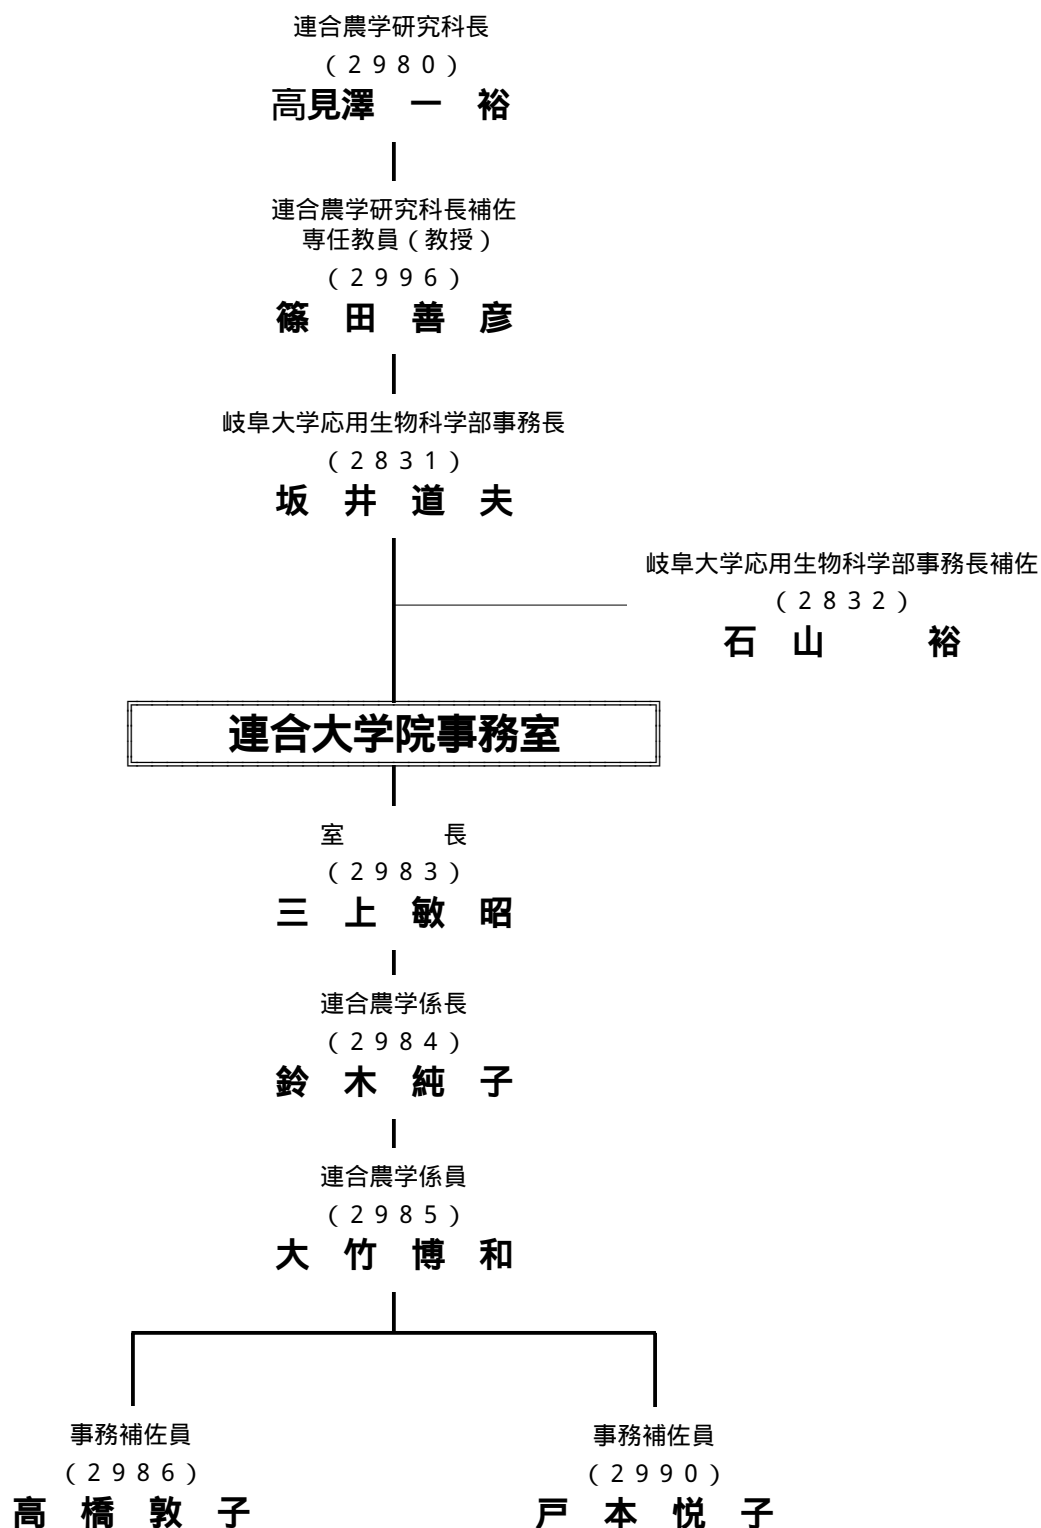 連合農学研究科長
（２９８０）
高見澤　一　裕
連合農学研究科長補佐
専任教員（教授）
（２９９６）
篠　田　善　彦
岐阜大学応用生物科学部事務長
（２８３１）
坂　井　道　夫
岐阜大学応用生物科学部事務長補佐
（２８３２）
石　山　　　裕
連合大学院事務室
室　　　　長
（２９８３）
三　上　敏　昭
連合農学係長
（２９８４）
鈴　木　純　子
連合農学係員
（２９８５）
大　竹　博　和
事務補佐員
（２９８６）
高　橋　敦　子
事務補佐員
（２９９０）
戸　本　悦　子